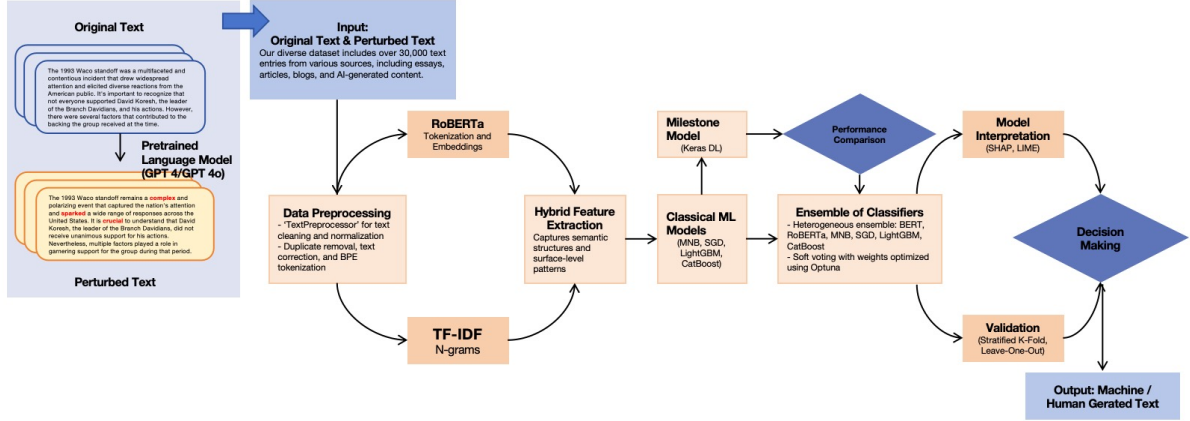 Original Text
The 1993 Waco standoff was a multifaceted and
contentious incident that drew widespread
attention and elicited diverse reactions from the
American public. It's important to recognize that
not everyone supported David Koresh, the leader
of the Branch Davidians, and his actions. However,
there were several factors that contributed to the
backing the group received at the time.
Pretrained
Language Model
(GPT 4/GPT 4o)
The 1993 Waco standoff remains a complex and
polarizing event that captured the nation's attention
and sparked a wide range of responses across the
United States. It is crucial to understand that David
Koresh, the leader of the Branch Davidians, did not
receive unanimous support for his actions.
Nevertheless, multiple factors played a role in
garnering support for the group during that period.
Perturbed Text
Input:
Original Text & Perturbed Text
Our diverse dataset includes over 30,000 text
entries from various sources, including essays,
articles, blogs, and AI-generated content.
RoBERTa
Tokenization and
Embeddings
Data Preprocessing
- 'TextPreprocessor' for text
cleaning and normalization
- Duplicate removal, text
correction, and BPE
tokenization
TF-IDF
N-grams
Hybrid Feature
Extraction
Captures semantic
structures and
surface-level
patterns
Milestone
Model
(Keras DL)
Classical ML
Models
(MNB, SGD,
LightGBM,
CatBoost)
Performance
Comparison
Ensemble of Classifiers
- Heterogeneous ensemble: BERT,
RoBERTa, MNB, SGD, LightGBM,
CatBoost
- Soft voting with weights optimized
using Optuna
Model
Interpretation
(SHAP, LIME)
Validation
(Stratified K-Fold,
Leave-One-Out)
Decision
Making
Output: Machine /
Human Gerated Text